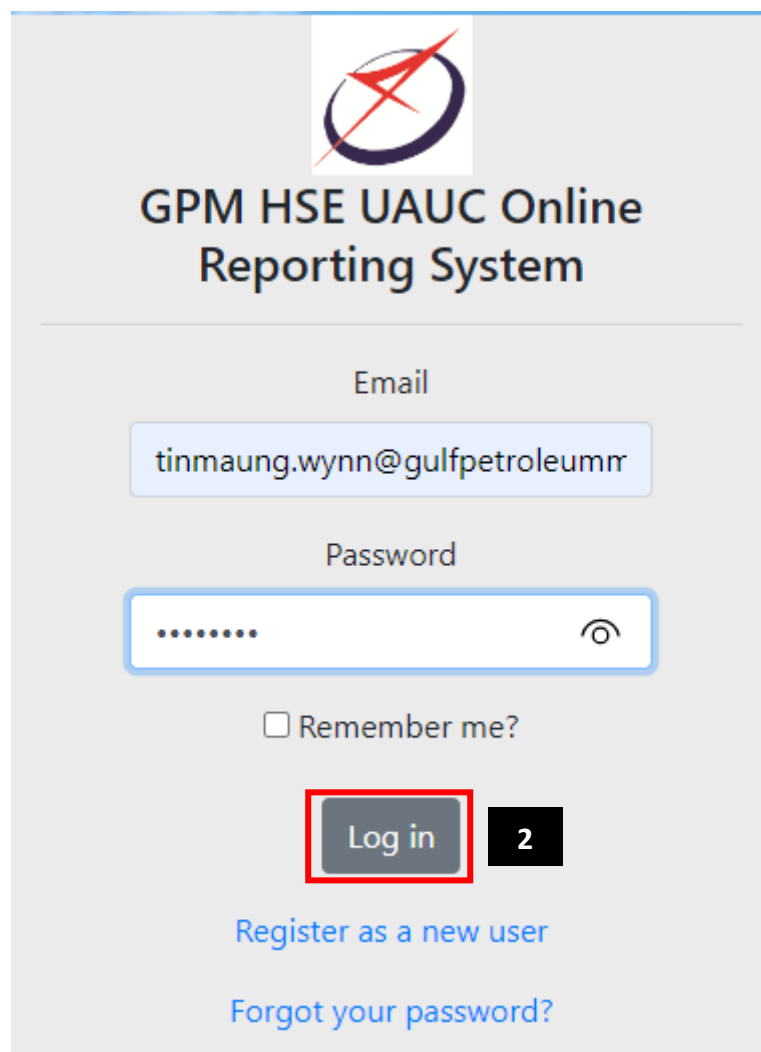 GPM HSE UAUC Online
Reporting System
Email
tinmaung.wynn@gulfpetroleumm
Password
••••••••
Remember me?
Log in 2
Register as a new user
Forgot your password?